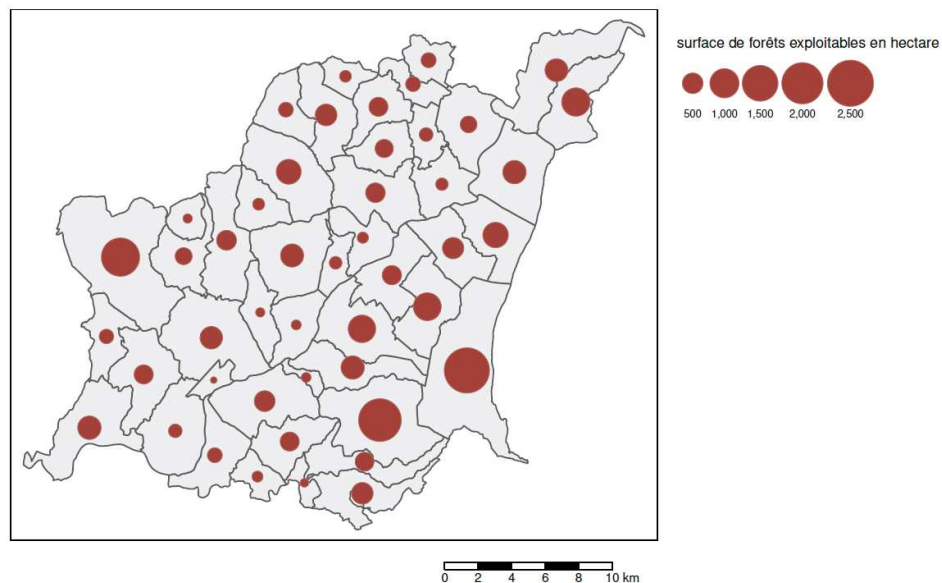 surface de forêts exploitables en hectare
500 1,000 1,500 2,000 2,500
0 2 4 6 8 10 km